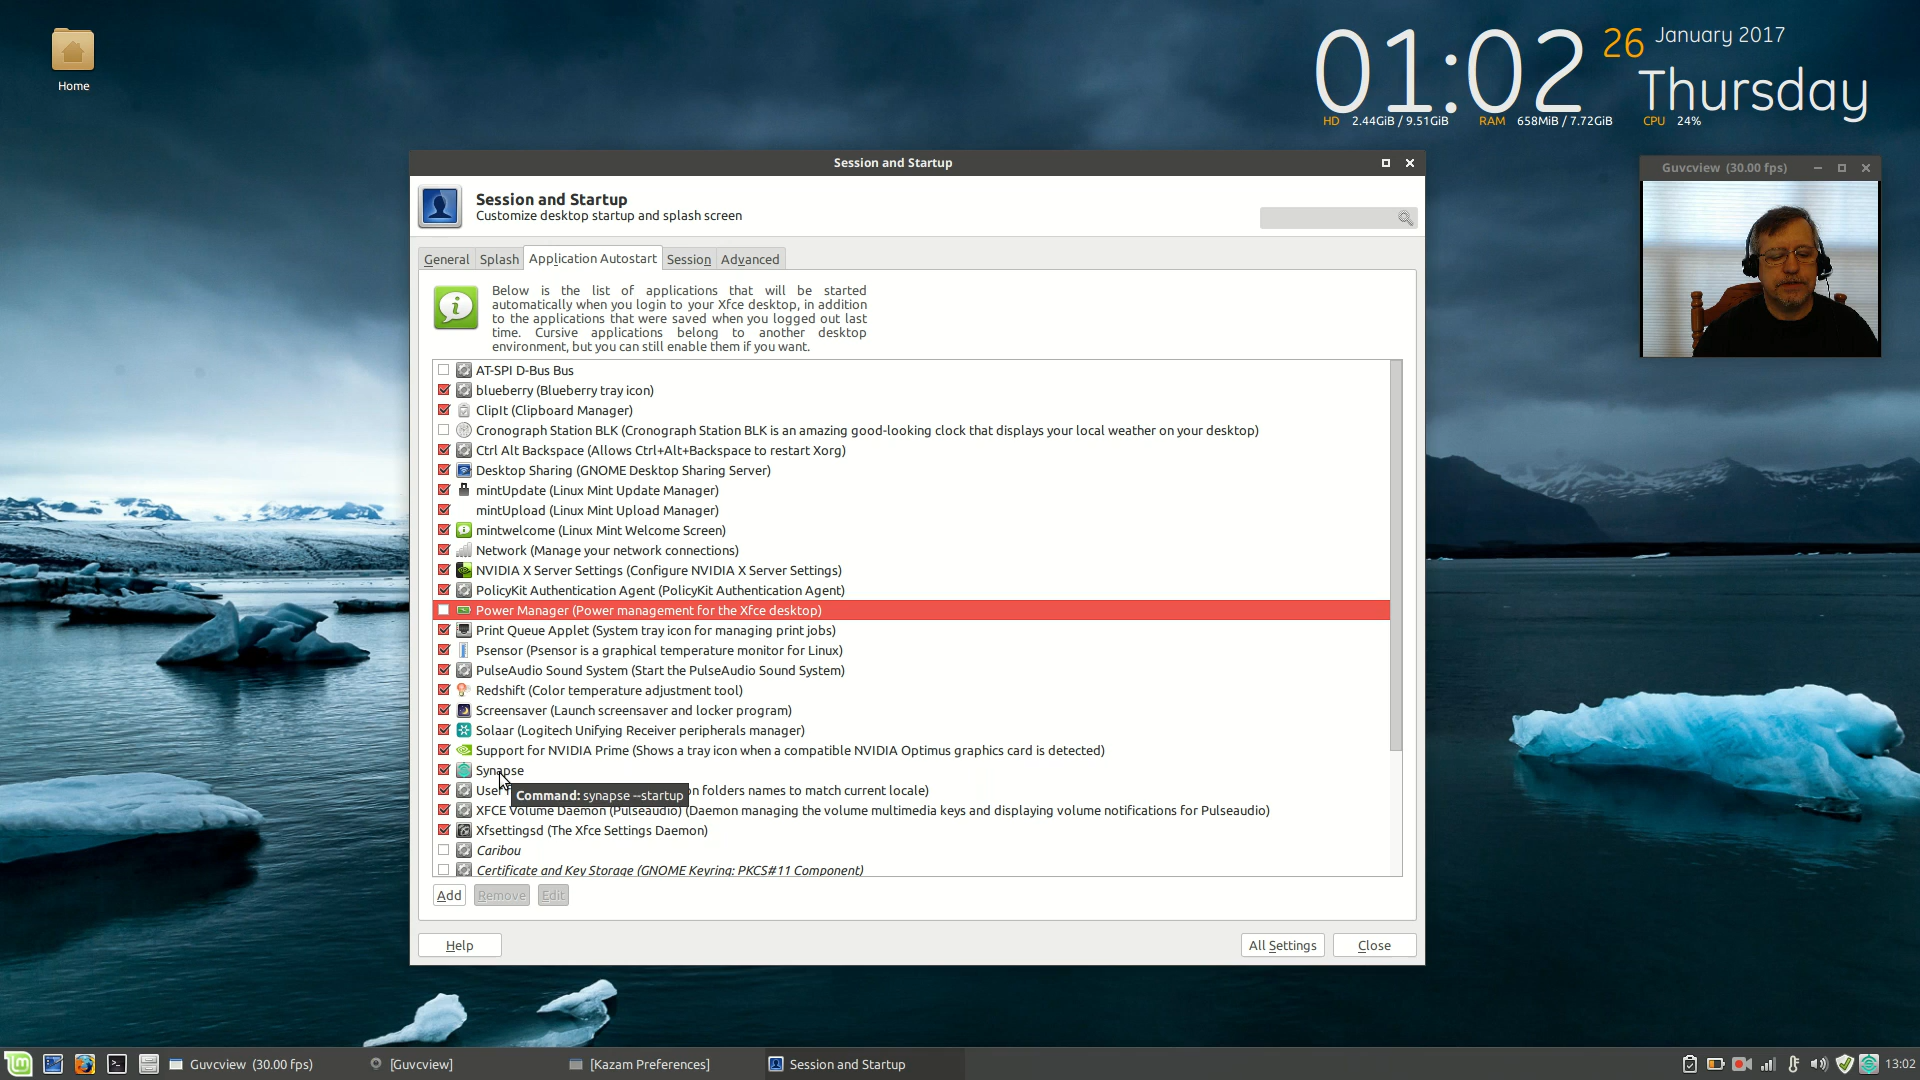 Home
01:02
26
January 2017
Thursday
HD 2.44GiB / 9.51GiB RAM 658MiB / 7.72GiB CPU 24%
Session and Startup
Guvcview (30.00 fps)
Session and Startup
Customize desktop startup and splash screen
General Splash Application Autostart Session Advanced
Below is the list of applications that will be started
automatically when you login to your Xfce desktop, in addition
to the applications that were saved when you logged out last
time. Cursive applications belong to another desktop
environment, but you can still enable them if you want.
AT-SPI D-Bus Bus
blueberry (Blueberry tray icon)
ClipIt (Clipboard Manager)
Cronograph Station BLK (Cronograph Station BLK is an amazing good-looking clock that displays your local weather on your desktop)
Ctrl Alt Backspace (Allows Ctrl+Alt+Backspace to restart Xorg)
Desktop Sharing (GNOME Desktop Sharing Server)
mintUpdate (Linux Mint Update Manager)
mintUpload (Linux Mint Upload Manager)
mintwelcome (Linux Mint Welcome Screen)
Network (Manage your network connections)
NVIDIA X Server Settings (Configure NVIDIA X Server Settings)
PolicyKit Authentication Agent (PolicyKit Authentication Agent)
Power Manager (Power management for the Xfce desktop)
Print Queue Applet (System tray icon for managing print jobs)
Psensor (Psensor is a graphical temperature monitor for Linux)
PulseAudio Sound System (Start the PulseAudio Sound System)
Redshift (Color temperature adjustment tool)
Screensaver (Launch screensaver and locker program)
Solaar (Logitech Unifying Receiver peripherals manager)
Support for NVIDIA Prime (Shows a tray icon when a compatible NVIDIA Optimus graphics card is detected)
Synapse
Command: synapse --startup
folders names to match current locale)
XFCE Volume Daemon (Pulseaudio) (Daemon managing the volume multimedia keys and displaying volume notifications for Pulseaudio)
Xfsettingsd (The Xfce Settings Daemon)
Caribou
Certificate and Key Storage (GNOME Keyring: PKCS#11 Component)
Add Remove Edit
Help All Settings Close
Guvcview (30.00 fps) [Guvcview] [Kazam Preferences] Session and Startup 13:02